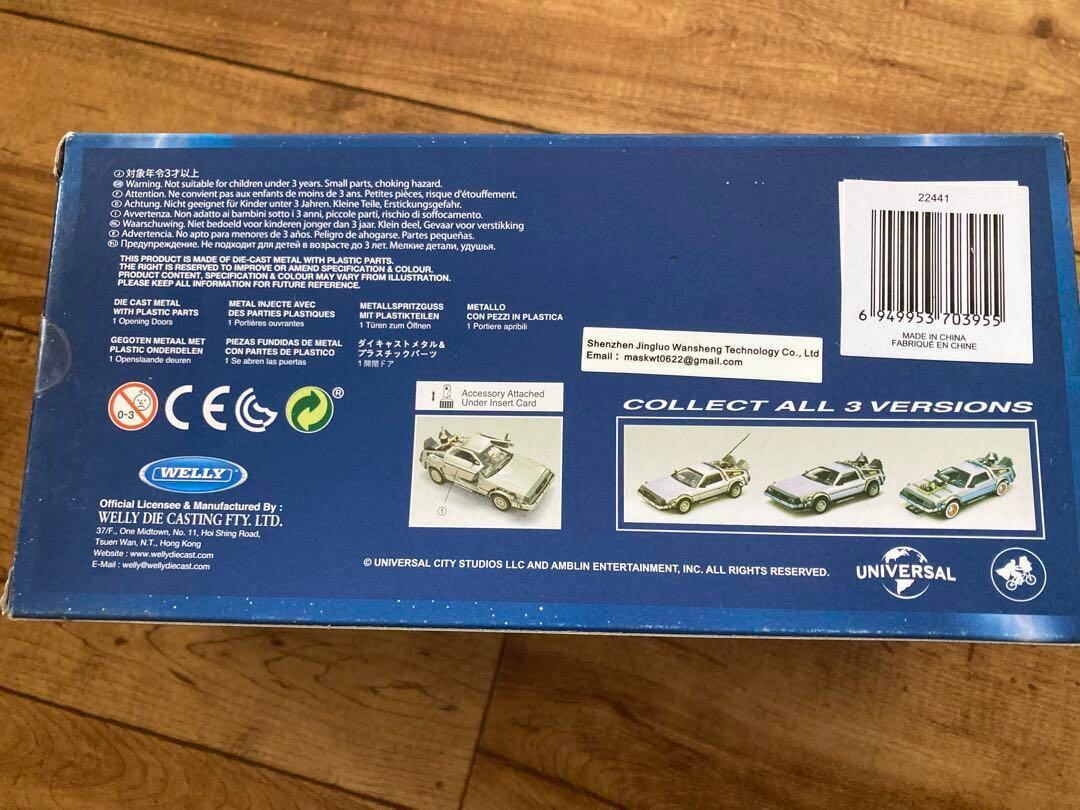 対象年令3才以上
GB Warning. Not suitable for children under 3 years. Small parts, choking hazard.
F Attention. Ne convient pas aux enfants de moins de 3 ans. Petites pièces, risque d'étouffement.
D Achtung. Nicht geeignet für Kinder unter 3 Jahren. Kleine Teile, Erstickungsgefahr.
I Avvertenza. Non adatto ai bambini sotto i 3 anni, piccole parti, rischio di soffocamento.
Waarschuwing. Niet bedoeld voor kinderen jonger dan 3 jaar. Klein deel, Gevaar voor verstikking
E Advertencia. No apto para menores de 3 años. Peligro de ahogarse. Partes pequeñas.
Предупреждение. Не подходит для детей в возрасте до 3 лет. Мелкие детали, удушья.
THIS PRODUCT IS MADE OF DIE-CAST METAL WITH PLASTIC PARTS.
THE RIGHT IS RESERVED TO IMPROVE OR AMEND SPECIFICATION & COLOUR.
PRODUCT CONTENT, SPECIFICATION & COLOUR MAY VARY FROM ILLUSTRATION.
PLEASE KEEP ALL INFORMATION FOR FUTURE REFERENCE.
DIE CAST METAL
WITH PLASTIC PARTS
1 Opening Doors
METAL INJECTE AVEC
DES PARTIES PLASTIQUES
1 Portières ouvrantes
METALLSPRITZGUSS
MIT PLASTIKTEILEN
1 Türen zum Öffnen
METALLO
CON PEZZI IN PLASTICA
1 Portiere apribili
GEGOTEN METAAL MET
PLASTIC ONDERDELEN
1 Openslaande deuren
PIEZAS FUNDIDAS DE METAL
CON PARTES DE PLASTICO
1 Se abren las puertas
ダイキャストメタル&
プラスチックパーツ
1 開閉ドア
22441
6 949953 703955
MADE IN CHINA
FABRIQUÉ EN CHINE
Shenzhen Jingluo Wansheng Technology Co., Ltd
Email : maskwt0622@gmail.com
0-3
CE
®
Accessory Attached
Under Insert Card
①
COLLECT ALL 3 VERSIONS
WELLY
Official Licensee & Manufactured By :
WELLY DIE CASTING FTY. LTD.
37/F., One Midtown, No. 11, Hoi Shing Road,
Tsuen Wan, N.T., Hong Kong
Website : www.wellydiecast.com
E-Mail : welly@wellydiecast.com
© UNIVERSAL CITY STUDIOS LLC AND AMBLIN ENTERTAINMENT, INC. ALL RIGHTS RESERVED.
UNIVERSAL